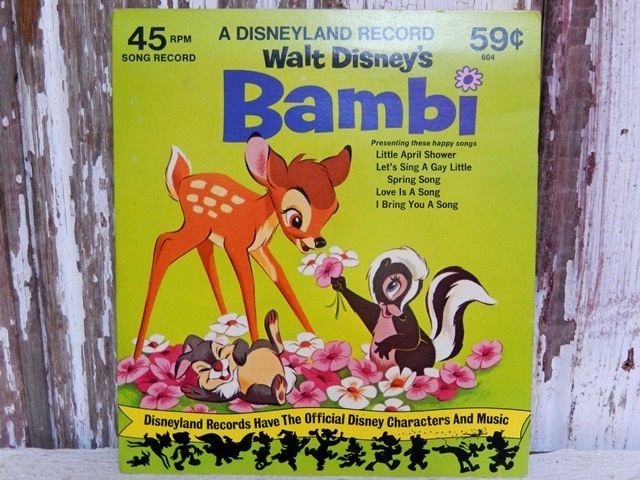 45 RPM
SONG RECORD
A DISNEYLAND RECORD
59¢
604
Walt Disney's
Bambi
Presenting these happy songs
Little April Shower
Let's Sing A Gay Little
Spring Song
Love Is A Song
I Bring You A Song
Disneyland Records Have The Official Disney Characters And Music